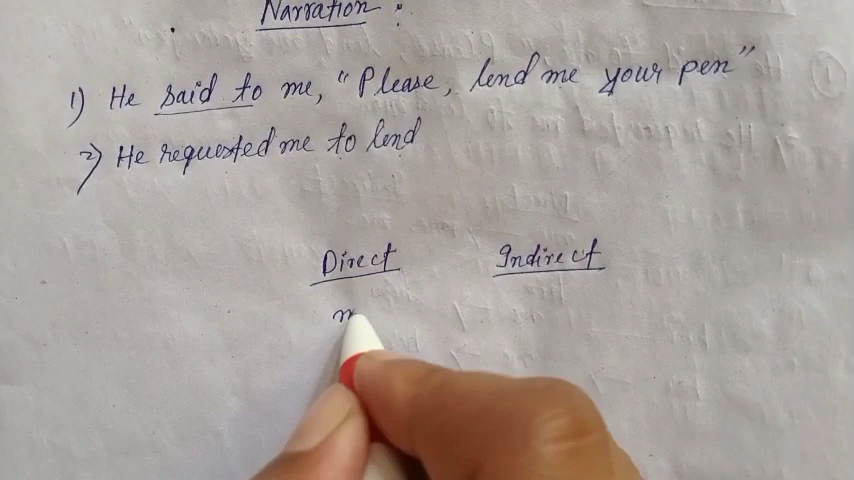 Narration :
1) He said to me, "Please, lend me your pen"
2) He requested me to lend
Direct Indirect